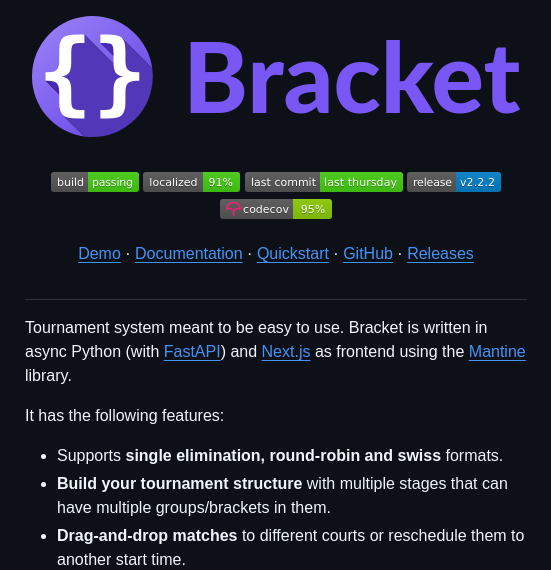 {} Bracket
build passing localized 91% last commit last thursday release v2.2.2
codecov 95%
Demo · Documentation · Quickstart · GitHub · Releases
Tournament system meant to be easy to use. Bracket is written in
async Python (with FastAPI) and Next.js as frontend using the Mantine
library.
It has the following features:
• Supports single elimination, round-robin and swiss formats.
• Build your tournament structure with multiple stages that can
have multiple groups/brackets in them.
• Drag-and-drop matches to different courts or reschedule them to
another start time.